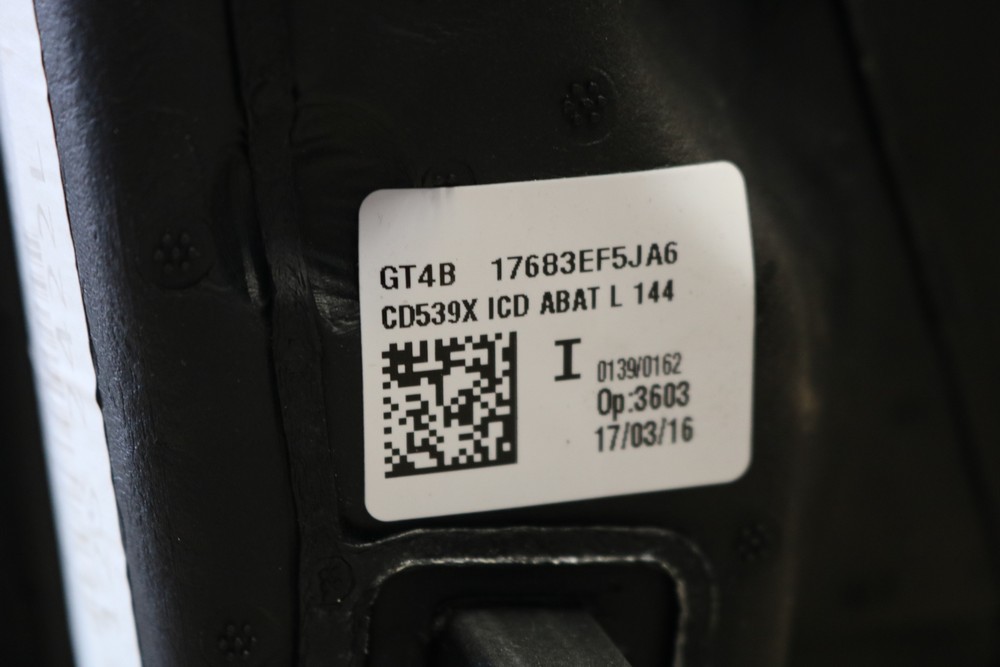 GT4B 17683EF5JA6
CD539X ICD ABAT L 144
I
0139/0162
Op:3603
17/03/16